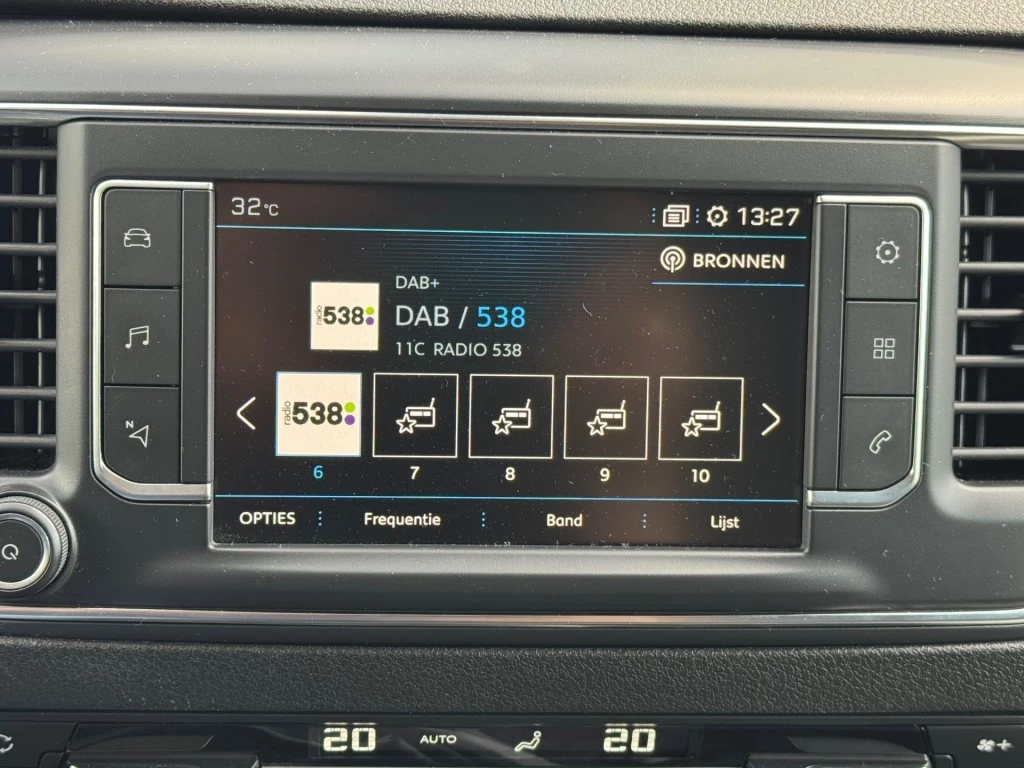 32°C
13:27
BRONNEN
DAB+
radio 538
DAB / 538
11C RADIO 538
radio 538
6 7 8 9 10
OPTIES Frequentie Band Lijst
N
20 AUTO 20
+